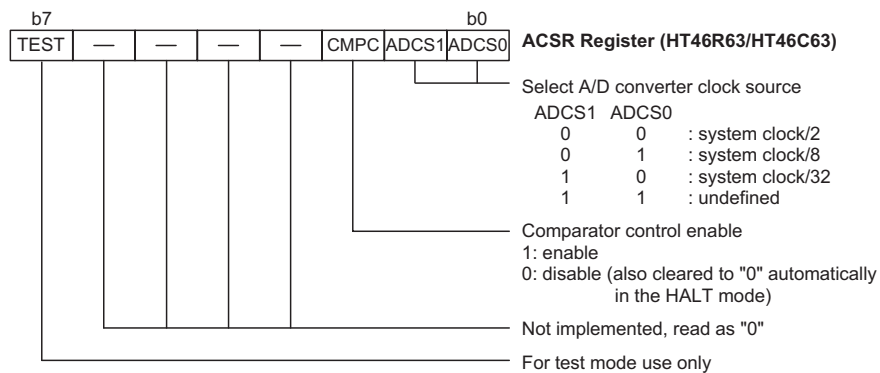 b7 b0
TEST — — — — CMPC ADCS1 ADCS0 ACSR Register (HT46R63/HT46C63)
Select A/D converter clock source
ADCS1 ADCS0
0 0 : system clock/2
0 1 : system clock/8
1 0 : system clock/32
1 1 : undefined
Comparator control enable
1: enable
0: disable (also cleared to "0" automatically
in the HALT mode)
Not implemented, read as "0"
For test mode use only